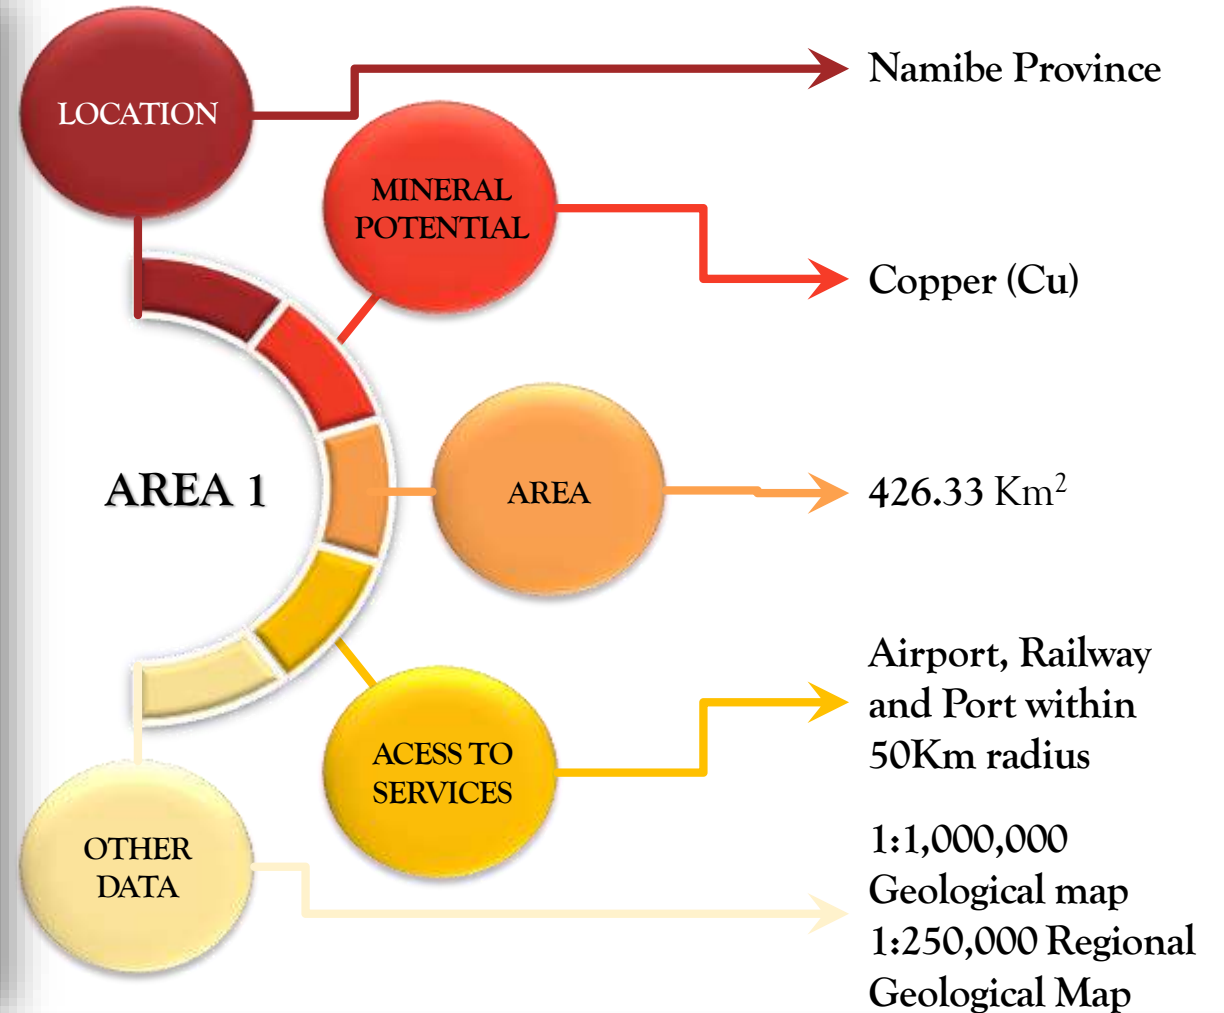 LOCATION
Namibe Province
MINERAL
POTENTIAL
Copper (Cu)
AREA 1
AREA
426.33 Km²
ACESS TO
SERVICES
Airport, Railway
and Port within
50Km radius
OTHER
DATA
1:1,000,000
Geological map
1:250,000 Regional
Geological Map